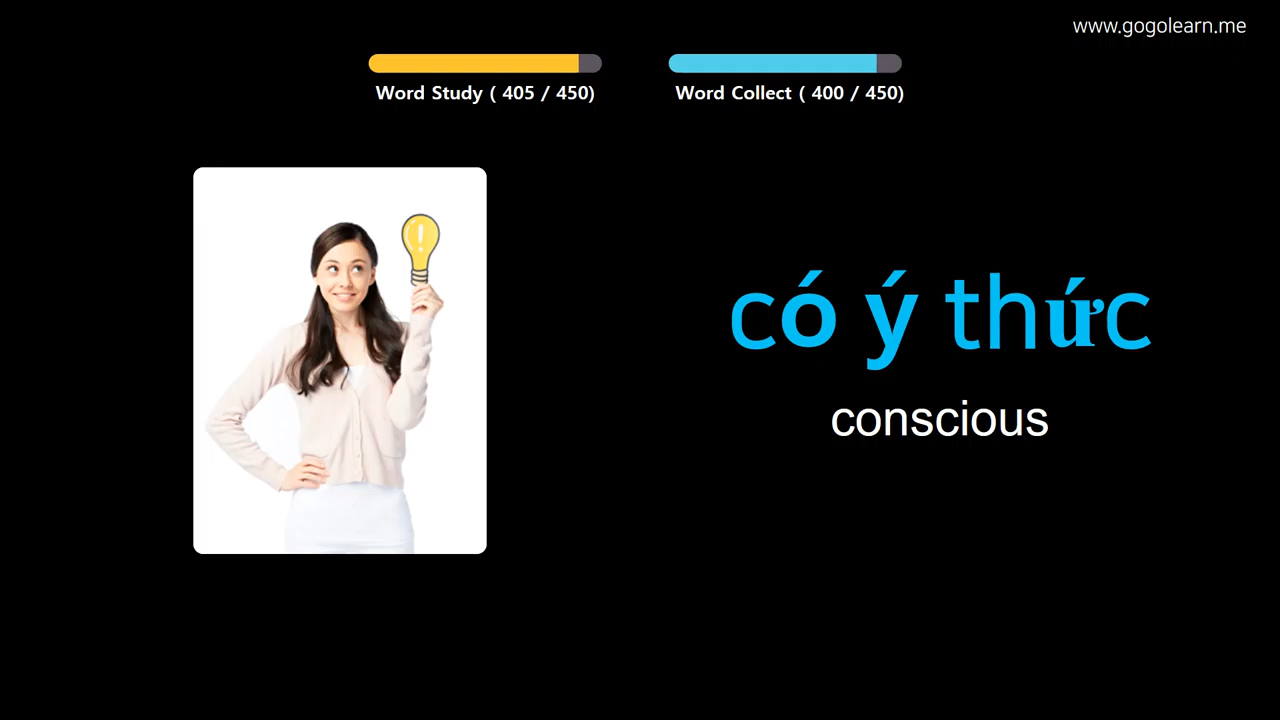 www.gogolearn.me
Word Study ( 405 / 450)
Word Collect ( 400 / 450)
có ý thức
conscious